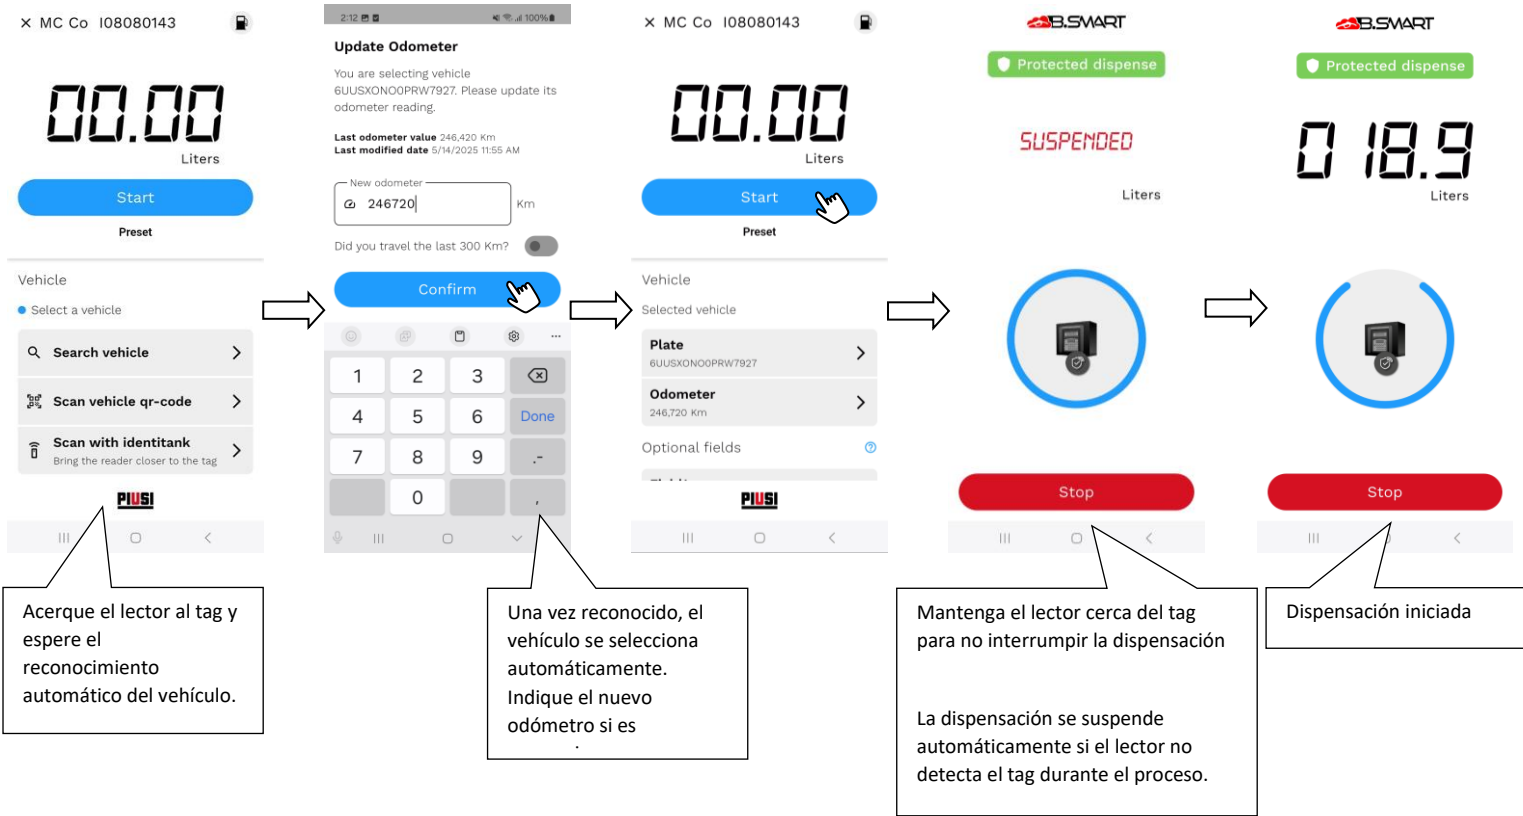 MC Co I08080143
00.00
Liters
Start
Preset
Vehicle
Select a vehicle
Search vehicle
Scan vehicle qr-code
Scan with identitank
Bring the reader closer to the tag
PIUSI
Acerque el lector al tag y
espere el
reconocimiento
automático del vehículo.
2:12
100%
Update Odometer
You are selecting vehicle
6UUSXONO0PRW7927. Please update its
odometer reading.
Last odometer value 246,420 Km
Last modified date 5/14/2025 11:55 AM
New odometer
246720
Km
Did you travel the last 300 Km?
Confirm
1 2 3
4 5 6 Done
7 8 9 .-
0 ,
Una vez reconocido, el
vehículo se selecciona
automáticamente.
Indique el nuevo
odómetro si es
MC Co I08080143
00.00
Liters
Start
Preset
Vehicle
Selected vehicle
Plate
6UUSXONO0PRW7927
Odometer
246,720 Km
Optional fields
PIUSI
B.SMART
Protected dispense
SUSPENDED
Liters
Stop
Mantenga el lector cerca del tag
para no interrumpir la dispensación
La dispensación se suspende
automáticamente si el lector no
detecta el tag durante el proceso.
B.SMART
Protected dispense
018.9
Liters
Stop
Dispensación iniciada